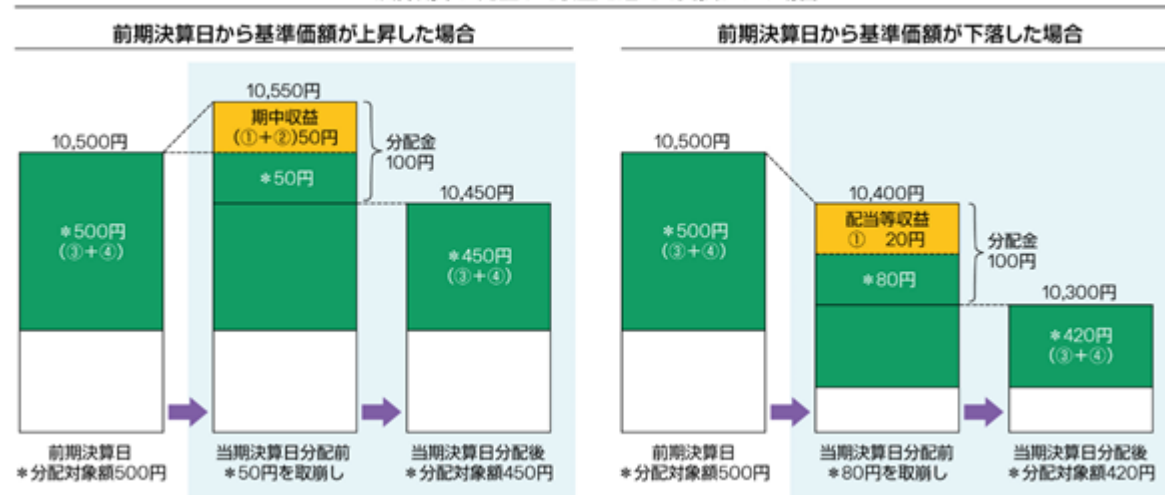 前期決算日から基準価額が上昇した場合
10,500円
＊500円
(③+④)
前期決算日
＊分配対象額500円
10,550円
期中収益
(①+②)50円
＊50円
分配金
100円
当期決算日分配前
＊50円を取崩し
10,450円
＊450円
(③+④)
当期決算日分配後
＊分配対象額450円
前期決算日から基準価額が下落した場合
10,500円
＊500円
(③+④)
前期決算日
＊分配対象額500円
10,400円
配当等収益
① 20円
＊80円
分配金
100円
当期決算日分配前
＊80円を取崩し
10,300円
＊420円
(③+④)
当期決算日分配後
＊分配対象額420円